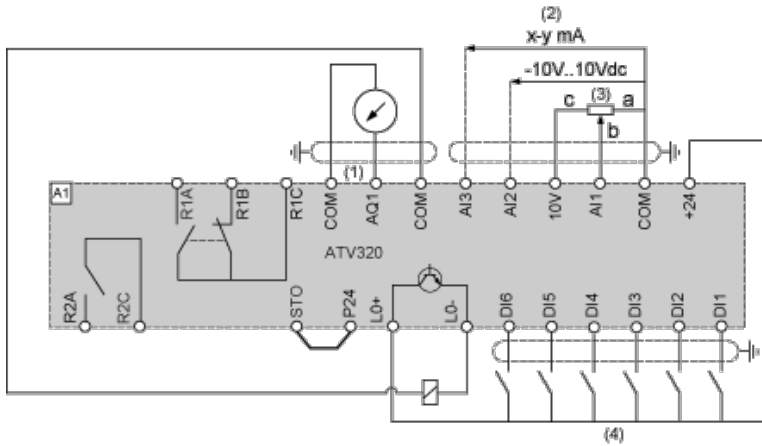 (2)
x-y mA
-10V..10Vdc
c (3) a
b
(1)
A1
R1A
R1B
R1C
COM
AQ1
COM
AI3
AI2
10V
AI1
COM
+24
ATV320
R2A
R2C
STO
P24
L0+
L0-
DI6
DI5
DI4
DI3
DI2
DI1
(4)